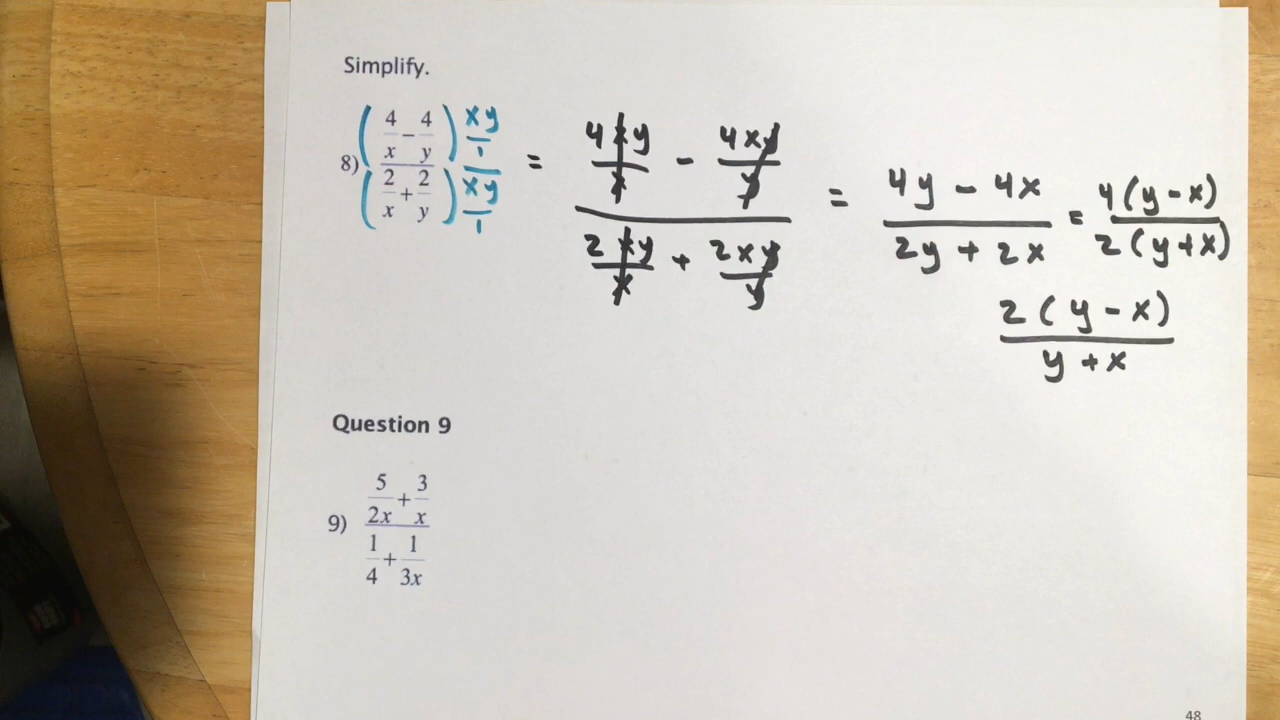 Simplify.
8) (4/x - 4/y) xy/1 / (2/x + 2/y) xy/1 = 4xy/x - 4xy/y / 2xy/x + 2xy/y = 4y - 4x / 2y + 2x = 4(y-x) / 2(y+x)
2(y-x) / y+x
Question 9
9) 5/2x + 3/x / 1/4 + 1/3x
48